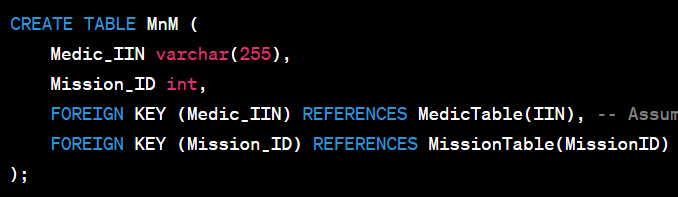 CREATE TABLE MnM (
    Medic_IIN varchar(255),
    Mission_ID int,
    FOREIGN KEY (Medic_IIN) REFERENCES MedicTable(IIN), -- Assum
    FOREIGN KEY (Mission_ID) REFERENCES MissionTable(MissionID)
);